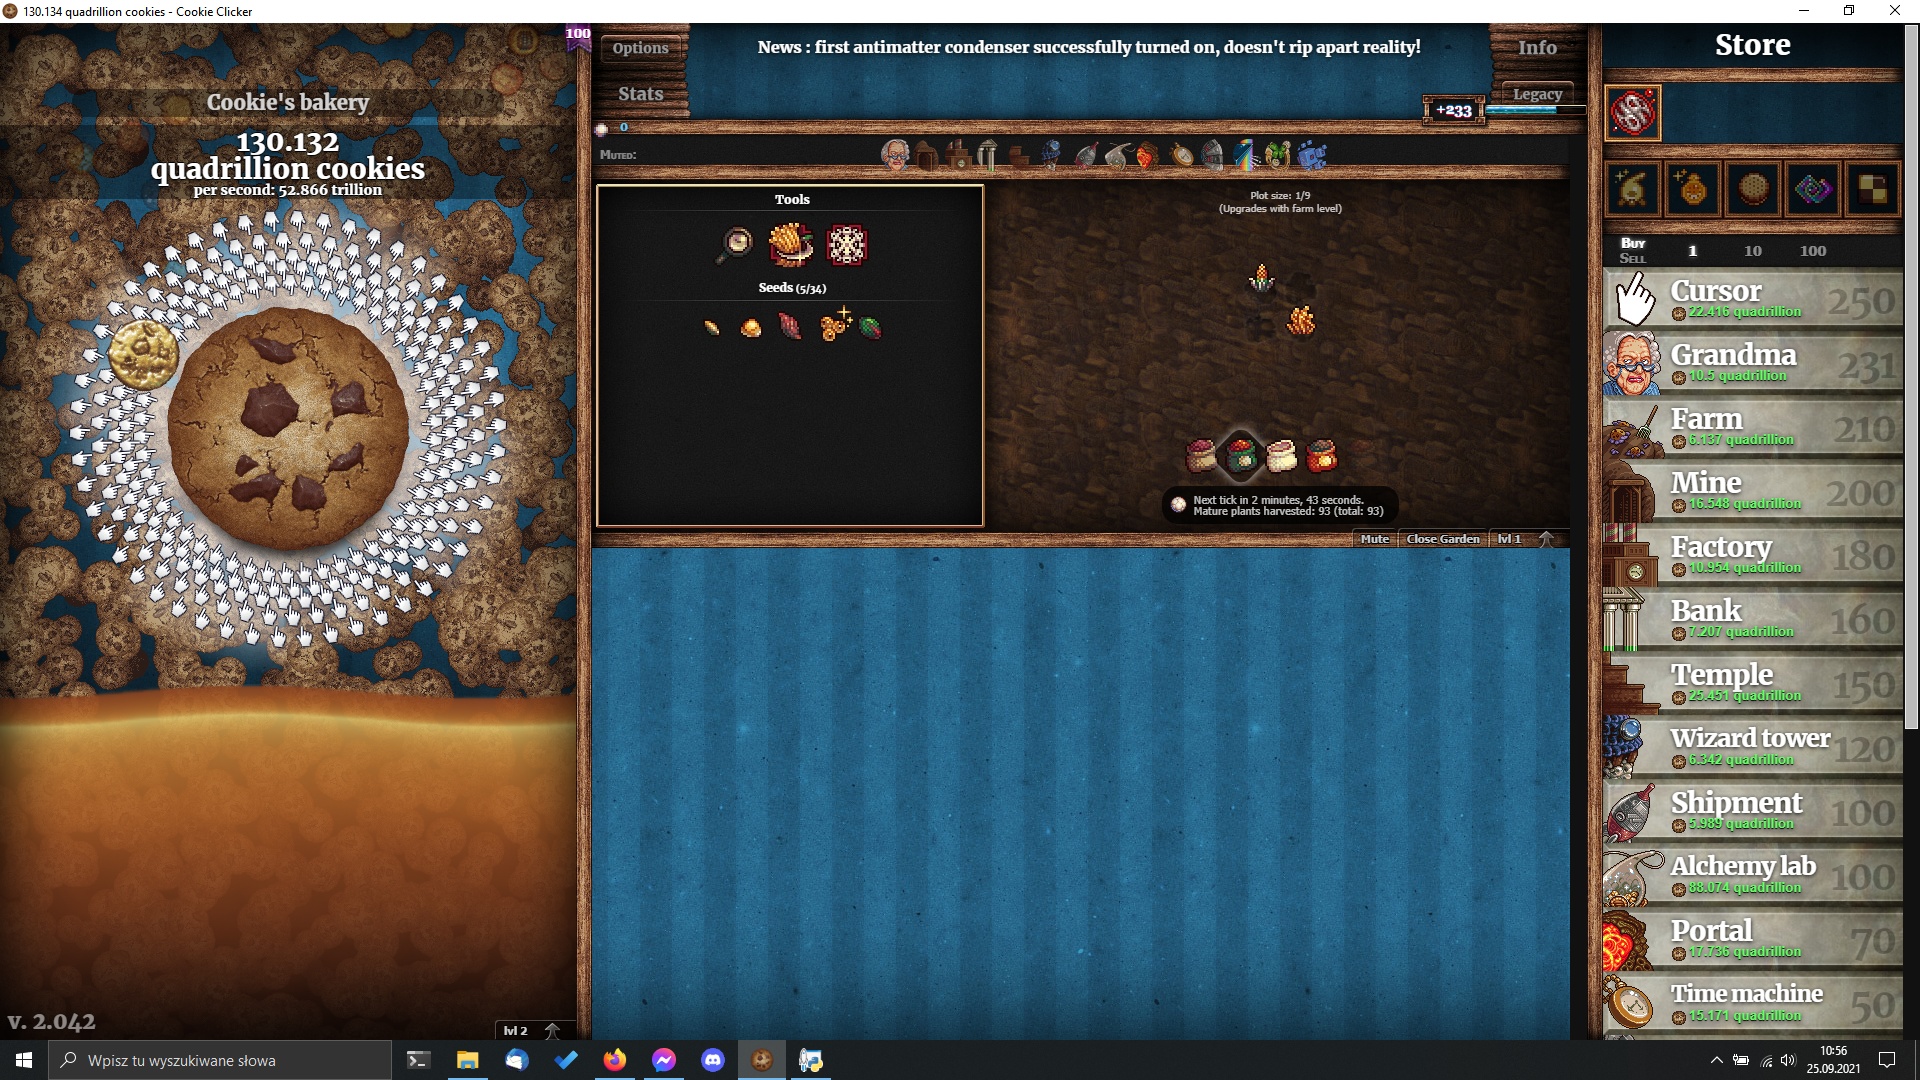 130.134 quadrillion cookies - Cookie Clicker
100
Options
Stats
News : first antimatter condenser successfully turned on, doesn't rip apart reality!
Info
Legacy
+233
Cookie's bakery
130.132
quadrillion cookies
per second: 52.866 trillion
v. 2.042
lvl 2
0
Muted:
Tools
Seeds (5/34)
Plot size: 1/9
(Upgrades with farm level)
Next tick in 2 minutes, 43 seconds.
Mature plants harvested: 93 (total: 93)
Mute
Close Garden
lvl 1
Store
Buy
Sell
1
10
100
Cursor
22.416 quadrillion
250
Grandma
10.5 quadrillion
231
Farm
6.137 quadrillion
210
Mine
16.548 quadrillion
200
Factory
10.954 quadrillion
180
Bank
7.207 quadrillion
160
Temple
25.451 quadrillion
150
Wizard tower
6.342 quadrillion
120
Shipment
5.989 quadrillion
100
Alchemy lab
88.074 quadrillion
100
Portal
17.736 quadrillion
70
Time machine
15.171 quadrillion
50
Wpisz tu wyszukiwane słowa
10:56
25.09.2021